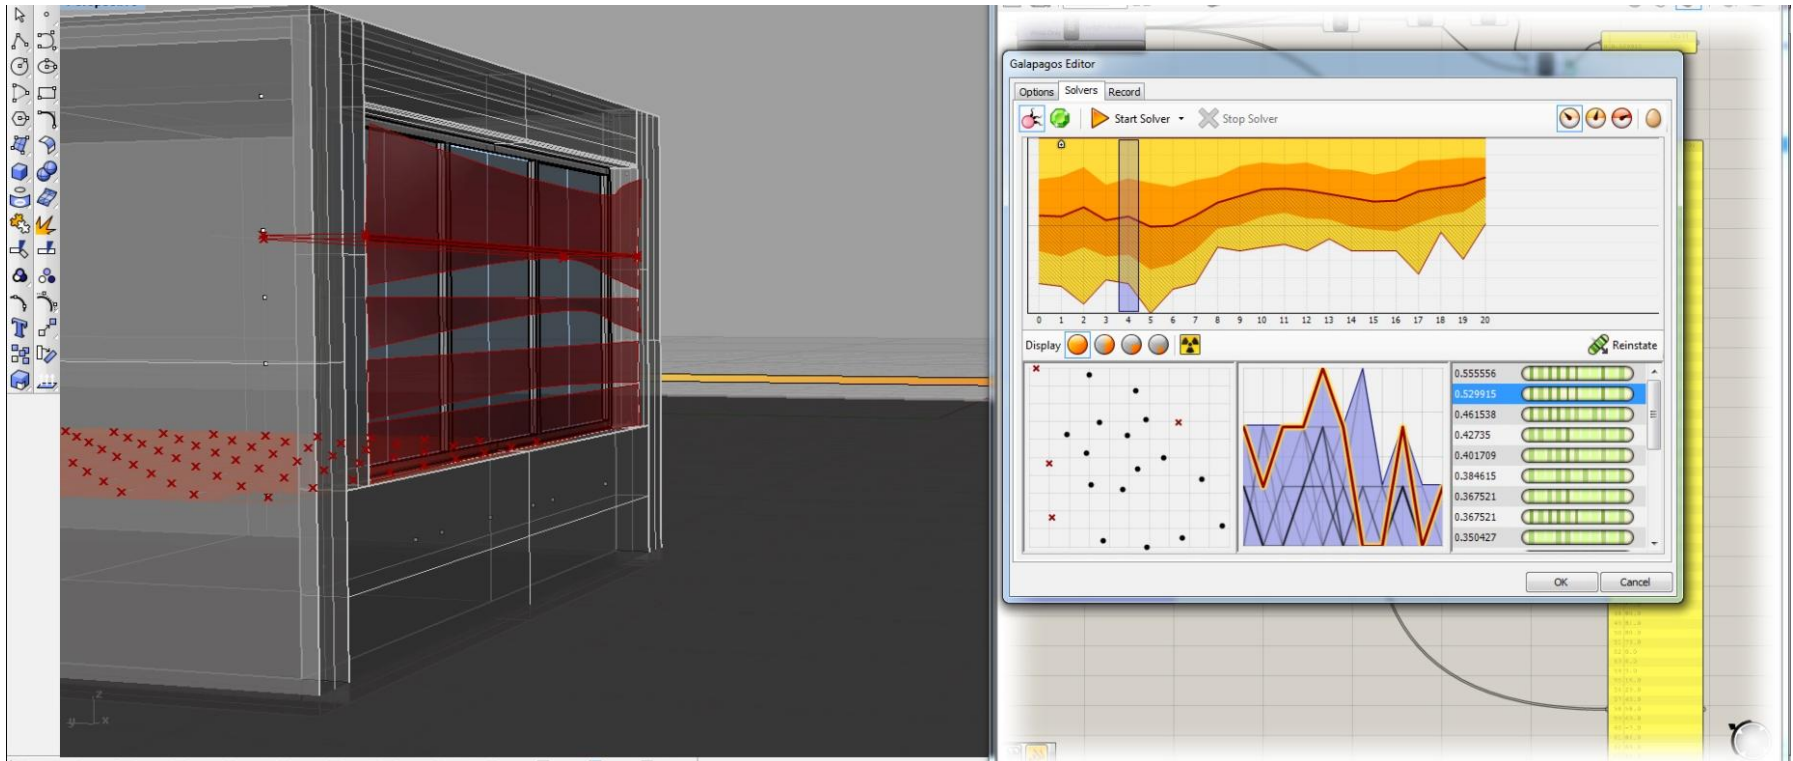 Galapagos Editor
Options Solvers Record
Start Solver Stop Solver
0 1 2 3 4 5 6 7 8 9 10 11 12 13 14 15 16 17 18 19 20
Display Reinstate
0.555556
0.529915
0.461538
0.42735
0.401709
0.384615
0.367521
0.367521
0.350427
OK Cancel
z
y x